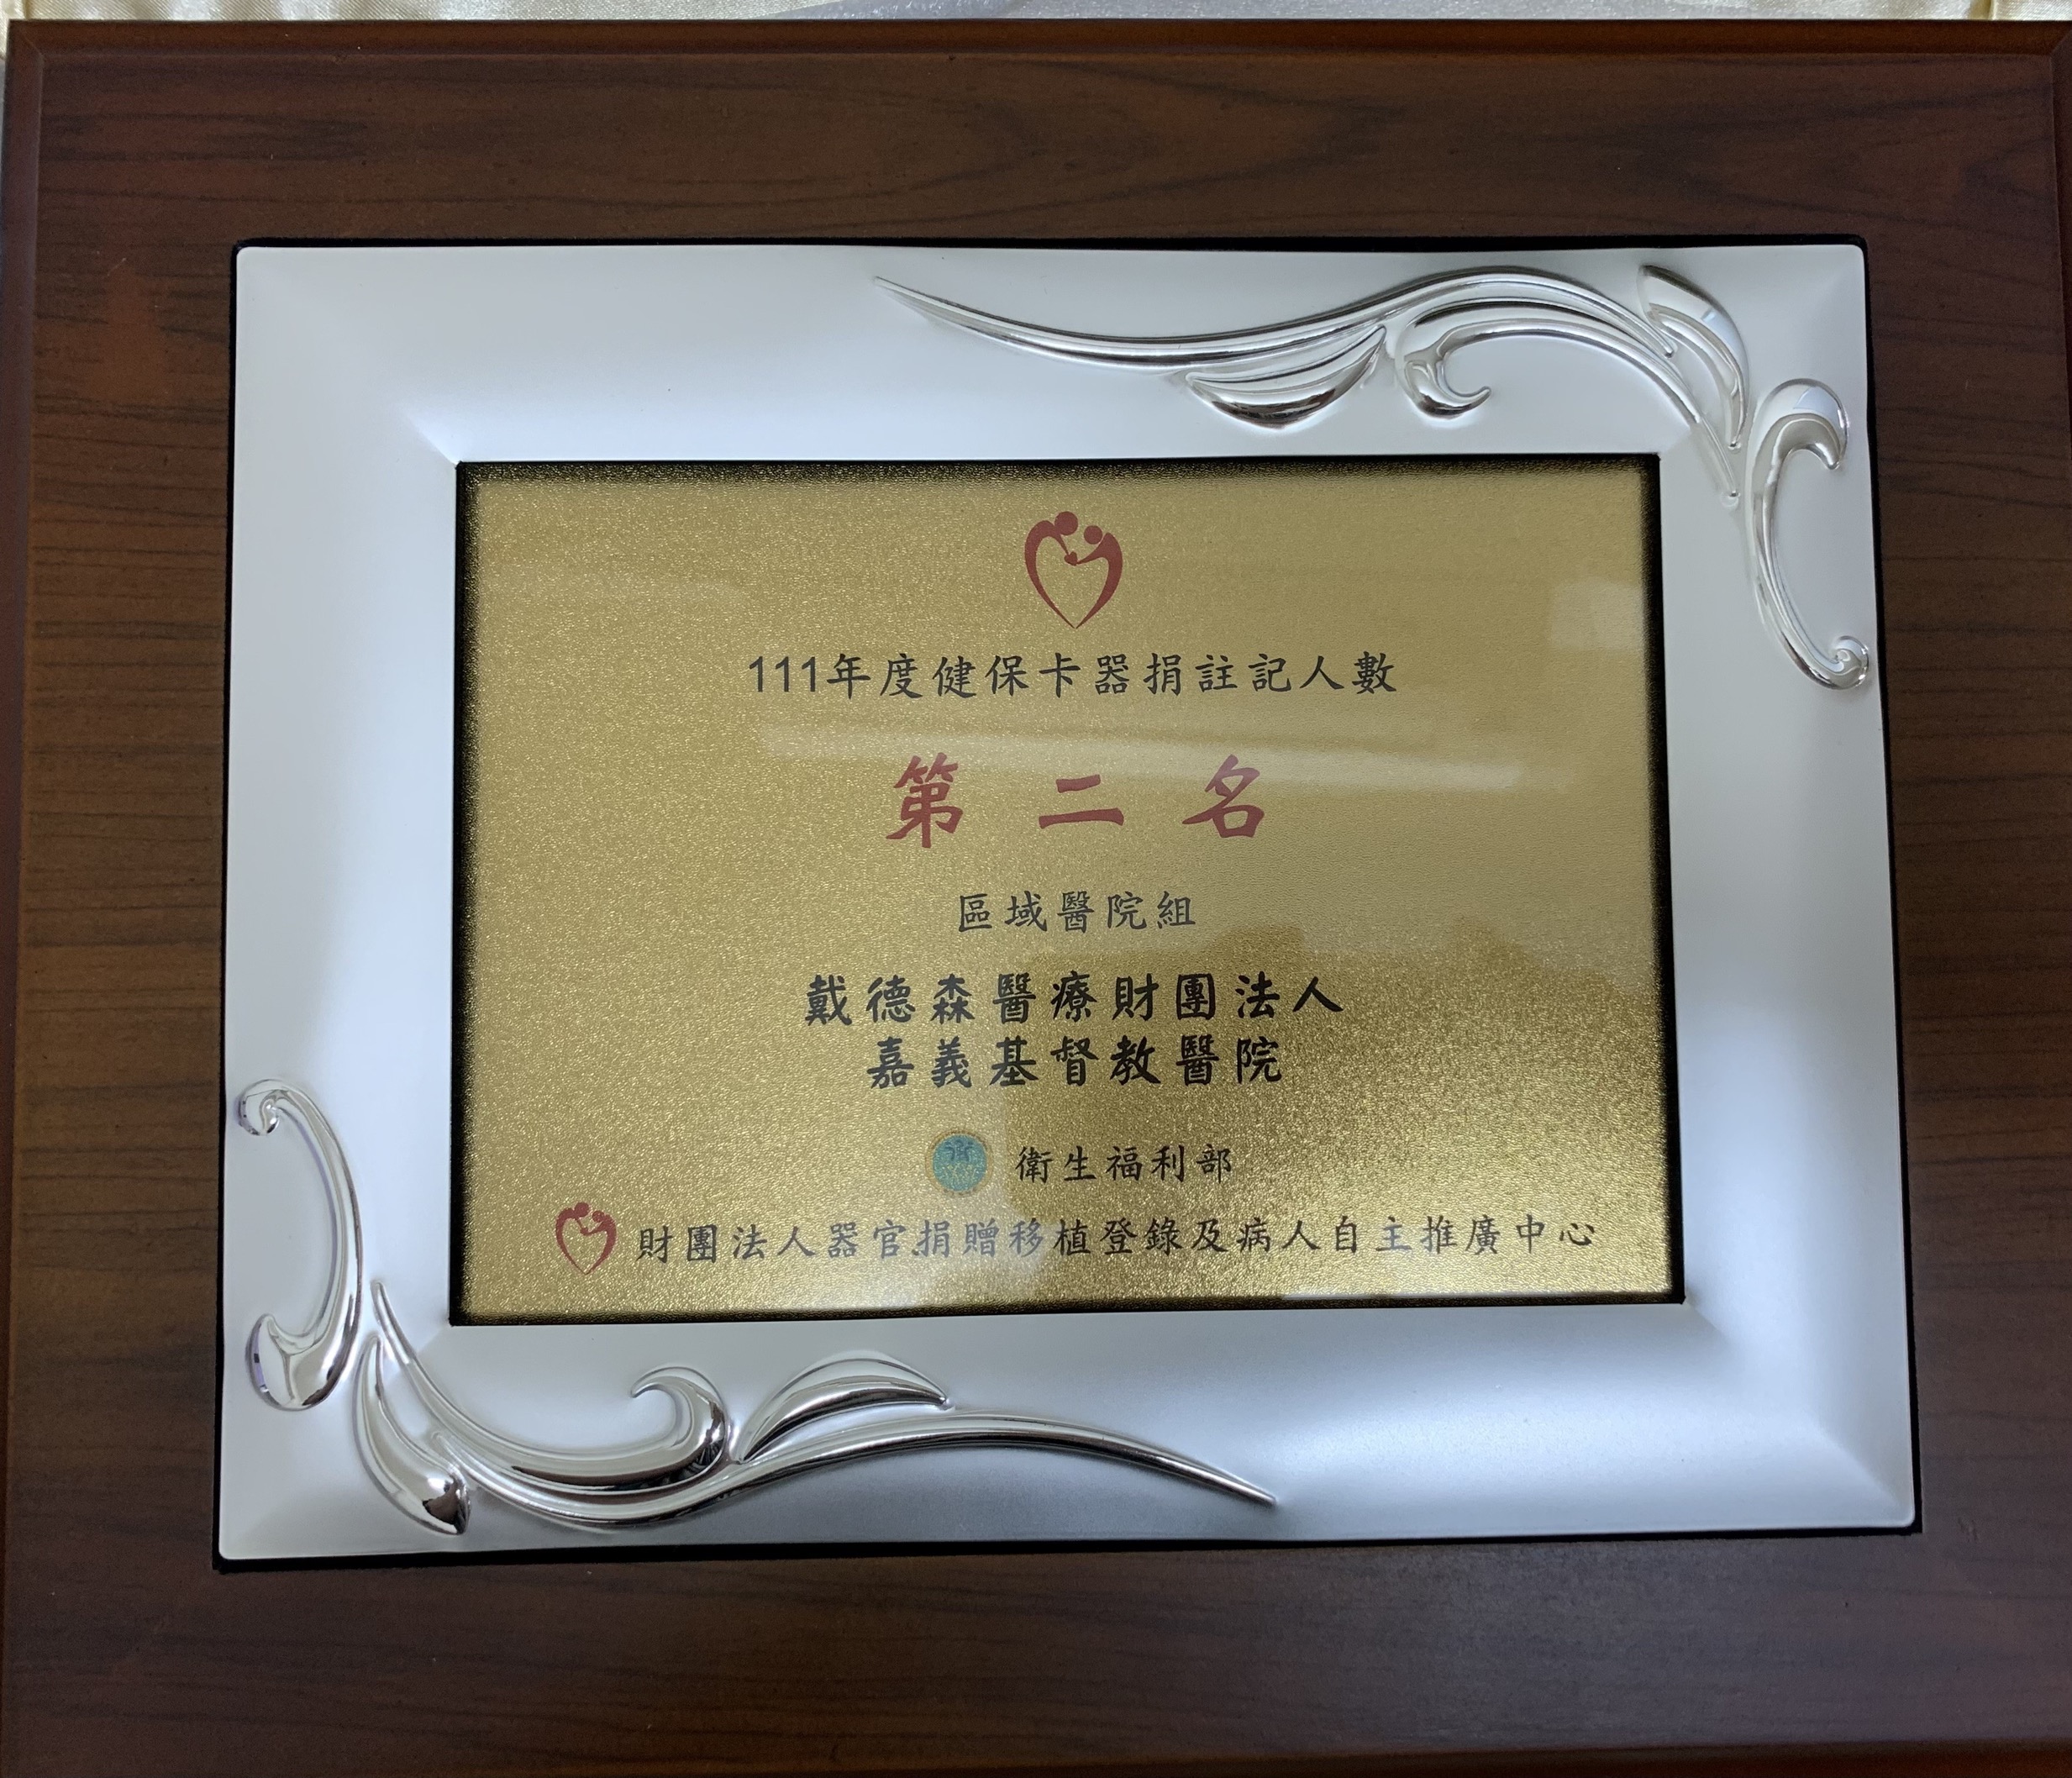 111年度健保卡器捐註記人數
第二名
區域醫院組
戴德森醫療財團法人
嘉義基督教醫院
衛生福利部
財團法人器官捐贈移植登錄及病人自主推廣中心